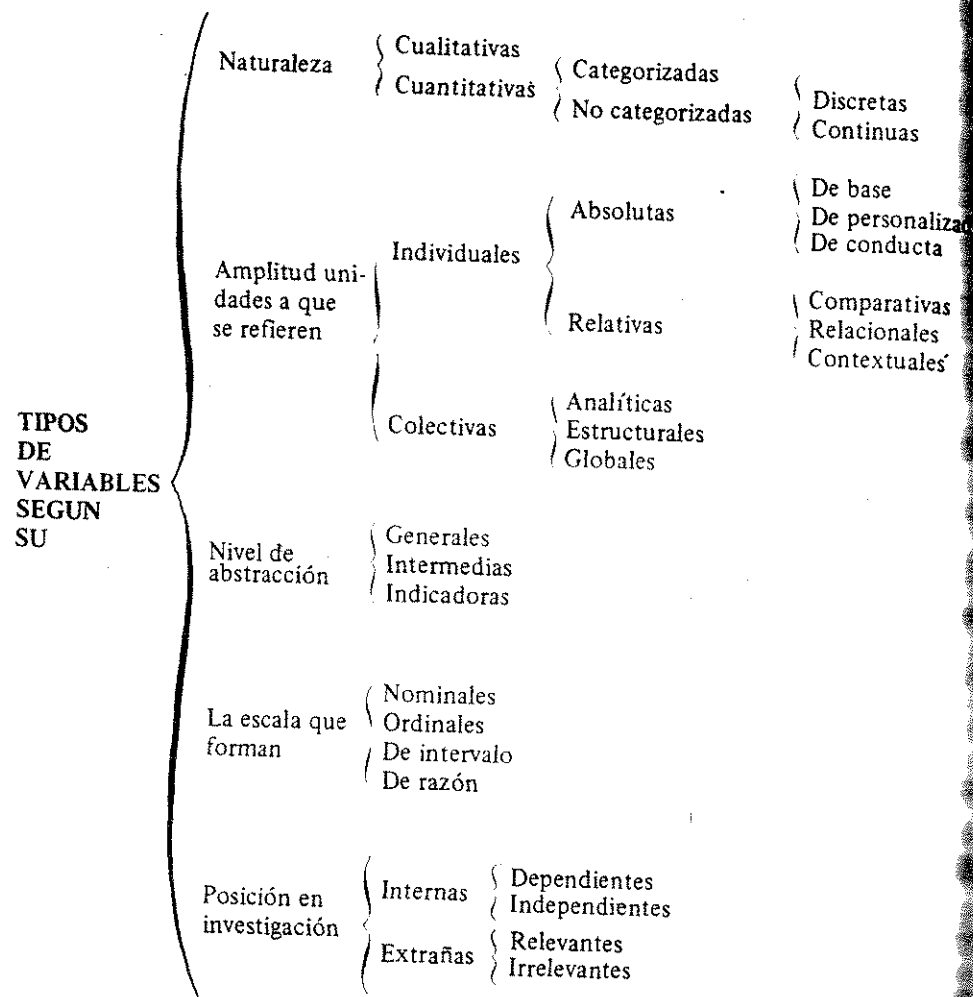 TIPOS
DE
VARIABLES
SEGUN
SU
Naturaleza
Cualitativas
Cuantitativas
Categorizadas
No categorizadas
Discretas
Continuas
Amplitud uni-
dades a que
se refieren
Individuales
Absolutas
De base
De personalizac
De conducta
Relativas
Comparativas
Relacionales
Contextuales
Colectivas
Analíticas
Estructurales
Globales
Nivel de
abstracción
Generales
Intermedias
Indicadoras
La escala que
forman
Nominales
Ordinales
De intervalo
De razón
Posición en
investigación
Internas
Dependientes
Independientes
Extrañas
Relevantes
Irrelevantes